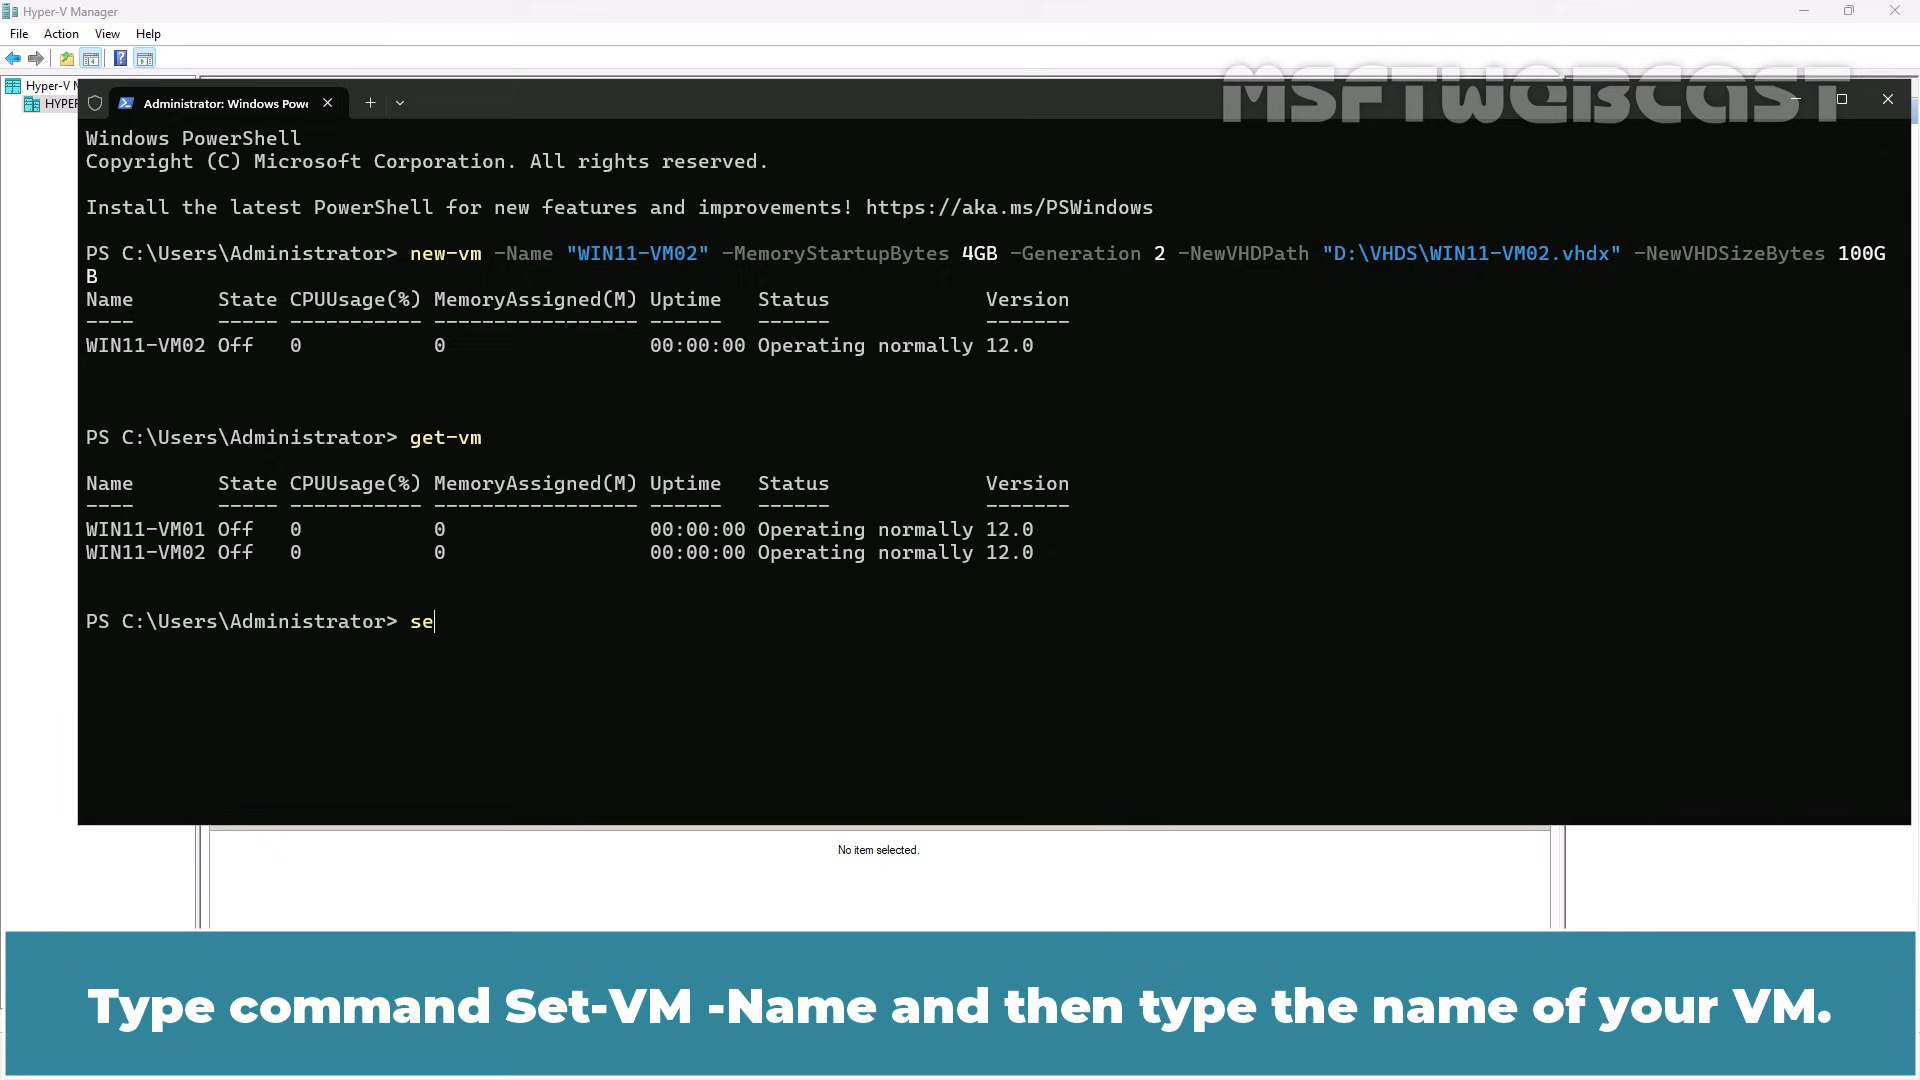 Hyper-V Manager
File Action View Help
Hyper-V M
HYPER
MSFTWEBCAST
Administrator: Windows Powe
Windows PowerShell
Copyright (C) Microsoft Corporation. All rights reserved.
Install the latest PowerShell for new features and improvements! https://aka.ms/PSWindows
PS C:\Users\Administrator> new-vm -Name "WIN11-VM02" -MemoryStartupBytes 4GB -Generation 2 -NewVHDPath "D:\VHDS\WIN11-VM02.vhdx" -NewVHDSizeBytes 100G
B
Name State CPUUsage(%) MemoryAssigned(M) Uptime Status Version
---- ----- ----------- ----------------- ------ ------ -------
WIN11-VM02 Off 0 0 00:00:00 Operating normally 12.0
PS C:\Users\Administrator> get-vm
Name State CPUUsage(%) MemoryAssigned(M) Uptime Status Version
---- ----- ----------- ----------------- ------ ------ -------
WIN11-VM01 Off 0 0 00:00:00 Operating normally 12.0
WIN11-VM02 Off 0 0 00:00:00 Operating normally 12.0
PS C:\Users\Administrator> se
No item selected.
Type command Set-VM -Name and then type the name of your VM.